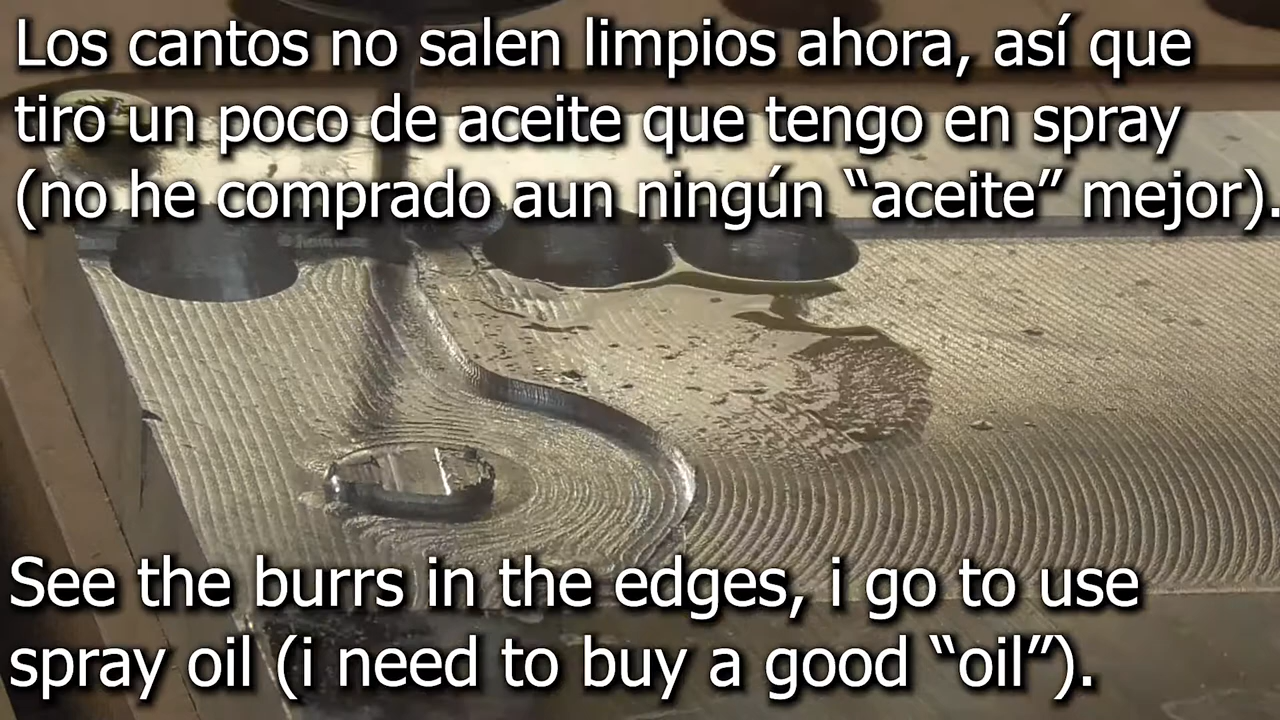 Los cantos no salen limpios ahora, así que
tiro un poco de aceite que tengo en spray
(no he comprado aun ningún “aceite” mejor).
See the burrs in the edges, i go to use
spray oil (i need to buy a good “oil”).